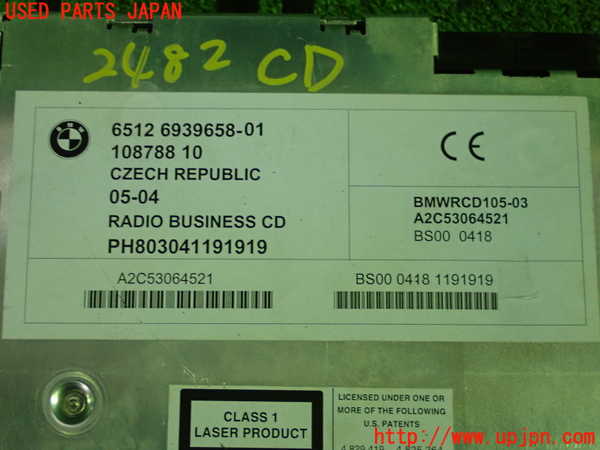 USED PARTS JAPAN
2482 CD
6512 6939658-01
108788 10
CZECH REPUBLIC
05-04
RADIO BUSINESS CD
PH803041191919
CE
BMWRCD105-03
A2C53064521
BS00 0418
A2C53064521
BS00 0418 1191919
CLASS 1
LASER PRODUCT
LICENSED UNDER ONE OR
MORE OF THE FOLLOWING
U.S. PATENTS
http://www.upjpn.com/